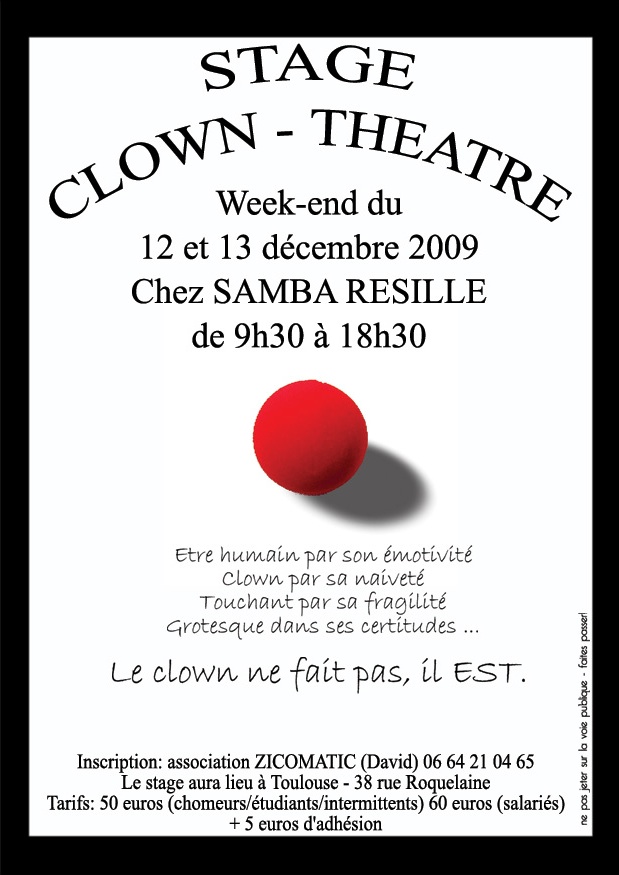 STAGE
CLOWN - THEATRE
Week-end du
12 et 13 décembre 2009
Chez SAMBA RESILLE
de 9h30 à 18h30
Etre humain par son émotivité
Clown par sa naiveté
Touchant par sa fragilité
Grotesque dans ses certitudes ...
Le clown ne fait pas, il EST.
Inscription: association ZICOMATIC (David) 06 64 21 04 65
Le stage aura lieu à Toulouse - 38 rue Roquelaine
Tarifs: 50 euros (chomeurs/étudiants/intermittents) 60 euros (salariés)
+ 5 euros d'adhésion
ne pas jeter sur la voie publique - faites passer!